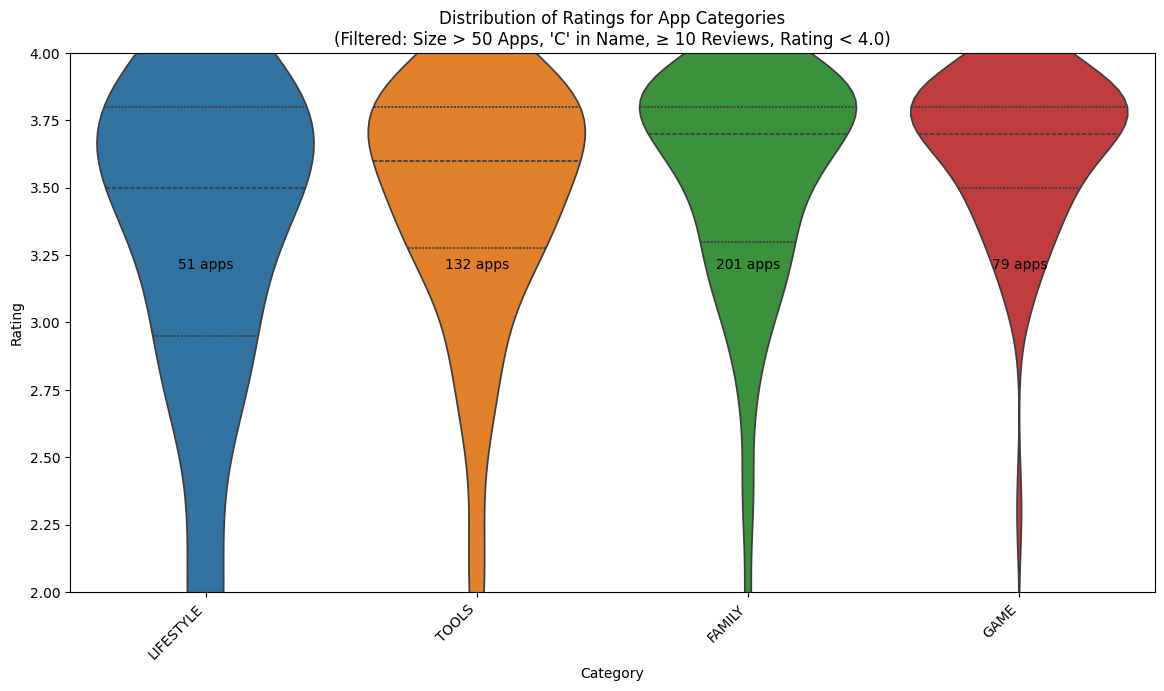 Distribution of Ratings for App Categories
(Filtered: Size > 50 Apps, 'C' in Name, ≥ 10 Reviews, Rating < 4.0)
4.00
3.75
3.50
3.25
3.00
2.75
2.50
2.25
2.00
Rating
51 apps
132 apps
201 apps
79 apps
LIFESTYLE
TOOLS
FAMILY
GAME
Category